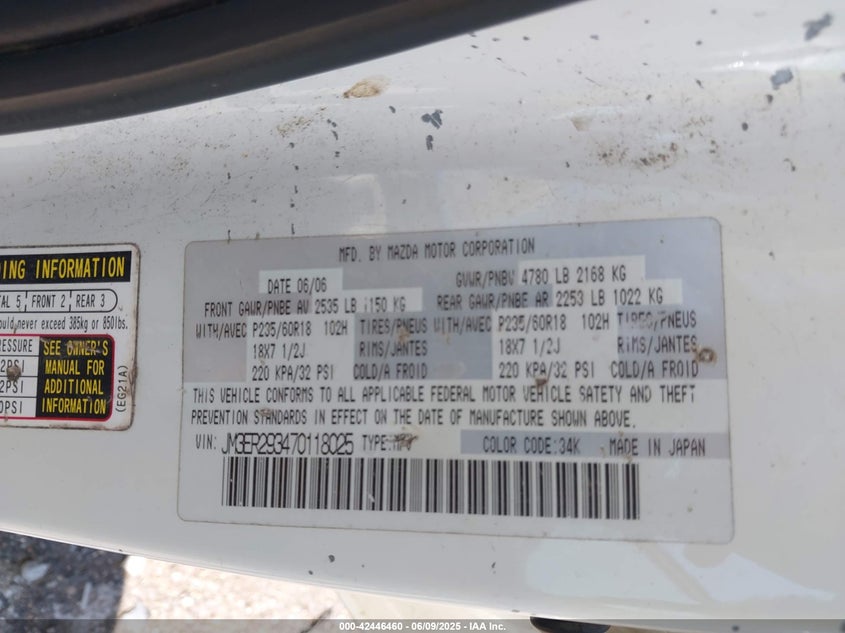 DING INFORMATION
TAL 5 FRONT 2 REAR 3
ould never exceed 385kg or 850lbs.
PRESSURE
2PSI
2PSI
0PSI
SEE OWNER'S
MANUAL FOR
ADDITIONAL
INFORMATION
(EG21A)
MFD. BY MAZDA MOTOR CORPORATION
DATE 06/06 GVWR/PNBV 4780 LB 2168 KG
FRONT GAWR/PNBE AV 2535 LB 1150 KG REAR GAWR/PNBE AR 2253 LB 1022 KG
WITH/AVEC P235/60R18 102H TIRES/PNEUS WITH/AVEC P235/60R18 102H TIRES/PNEUS
18X7 1/2J RIMS/JANTES 18X7 1/2J RIMS/JANTES
220 KPA/32 PSI COLD/A FROID 220 KPA/32 PSI COLD/A FROID
THIS VEHICLE CONFORMS TO ALL APPLICABLE FEDERAL MOTOR VEHICLE SAFETY AND THEFT
PREVENTION STANDARDS IN EFFECT ON THE DATE OF MANUFACTURE SHOWN ABOVE.
VIN: JM3ER293470118025 TYPE:MPV COLOR CODE:34K MADE IN JAPAN
000-42446460 - 06/09/2025 - IAA Inc.